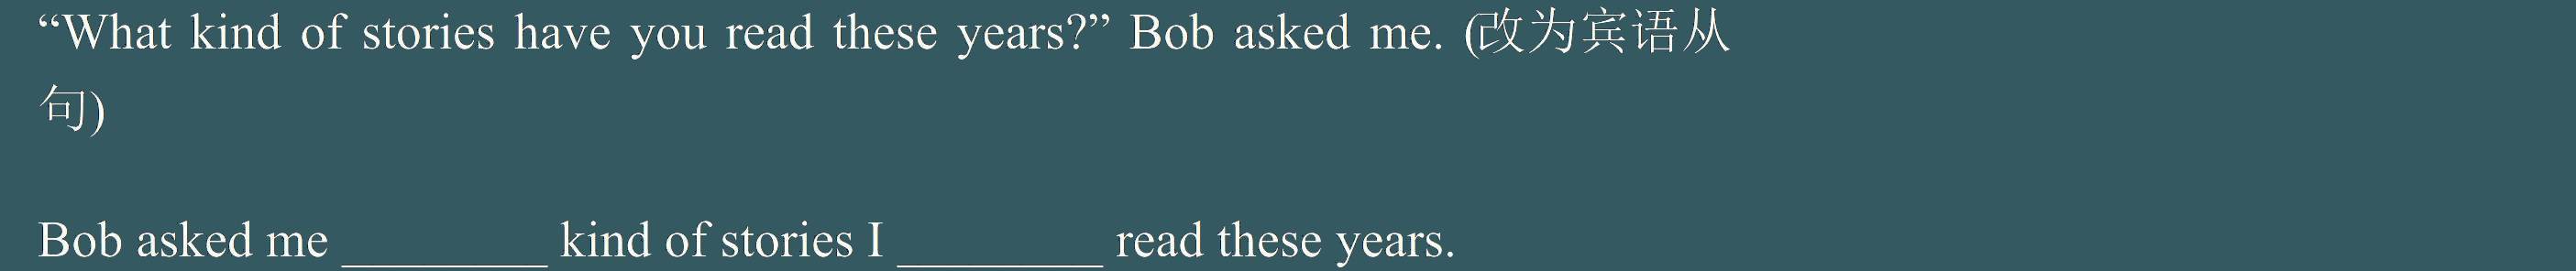 “What kind of stories have you read these years?” Bob asked me. (改为宾语从
句)
Bob asked me ________ kind of stories I ________ read these years.